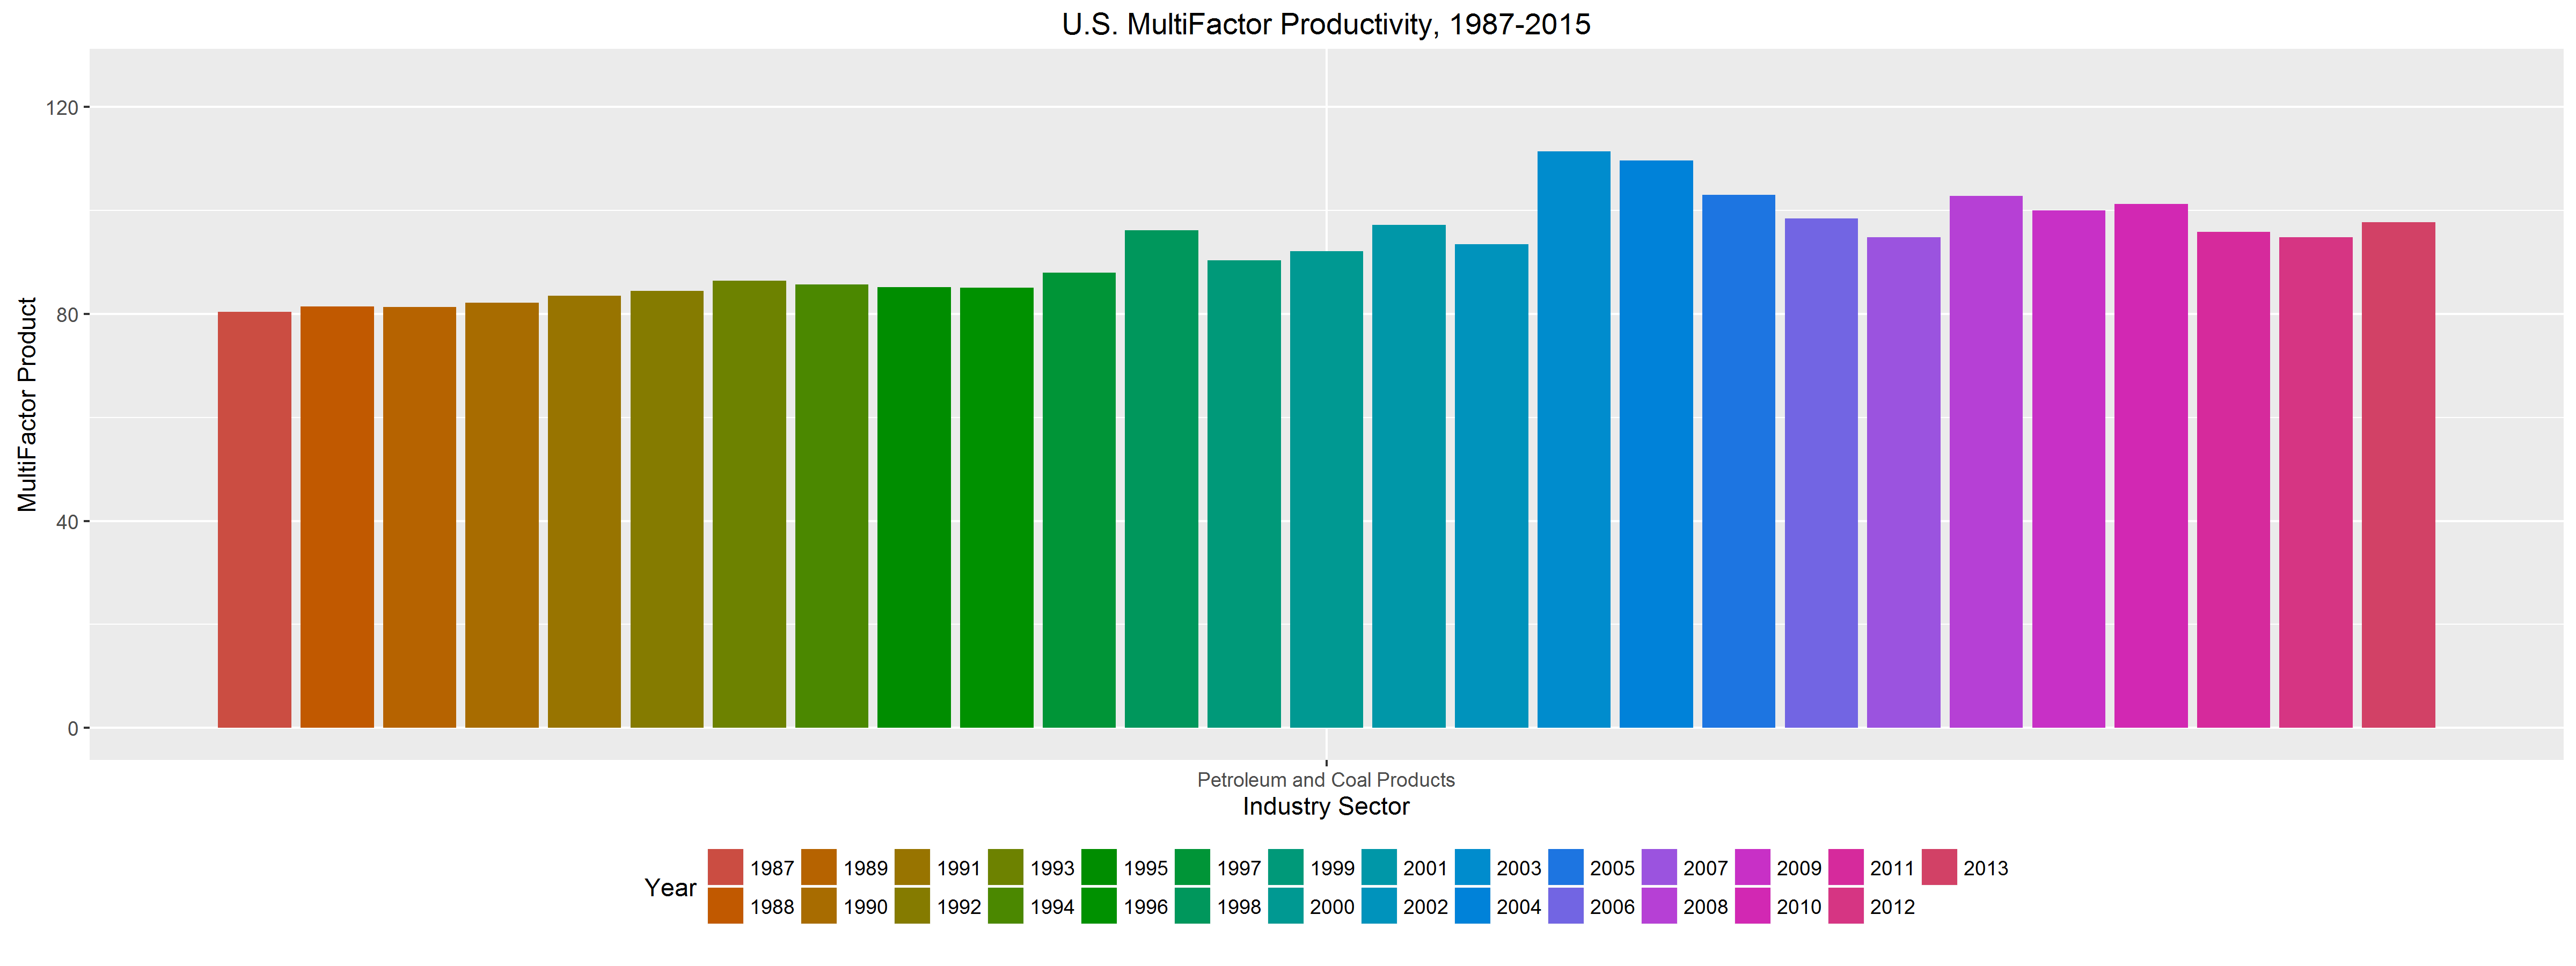 U.S. MultiFactor Productivity, 1987-2015
MultiFactor Product
120
80
40
0
Petroleum and Coal Products
Industry Sector
Year
1987 1989 1991 1993 1995 1997 1999 2001 2003 2005 2007 2009 2011 2013
1988 1990 1992 1994 1996 1998 2000 2002 2004 2006 2008 2010 2012